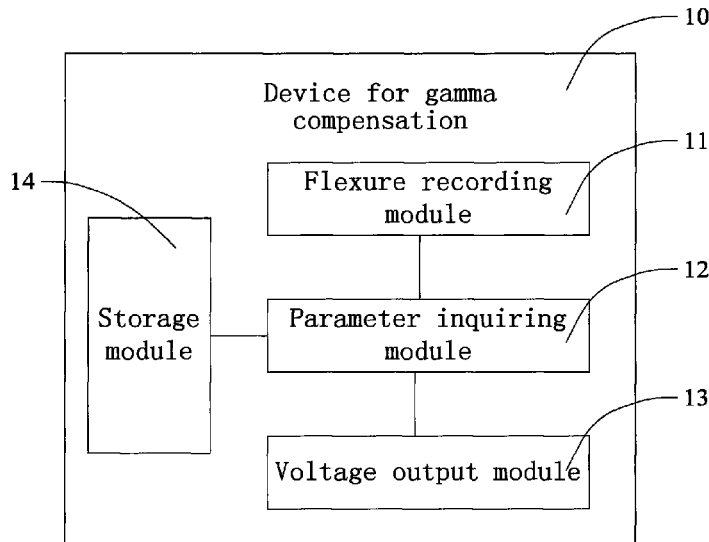 10
Device for gamma
compensation
11
14
Flexure recording
module
12
Storage
module
Parameter inquiring
module
13
Voltage output module